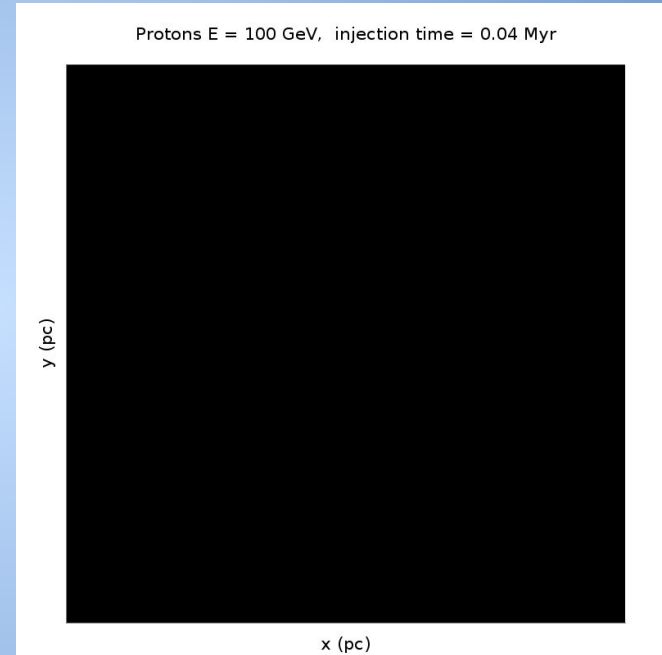 Protons E = 100 GeV,  injection time = 0.04 Myr
y (pc)
x (pc)